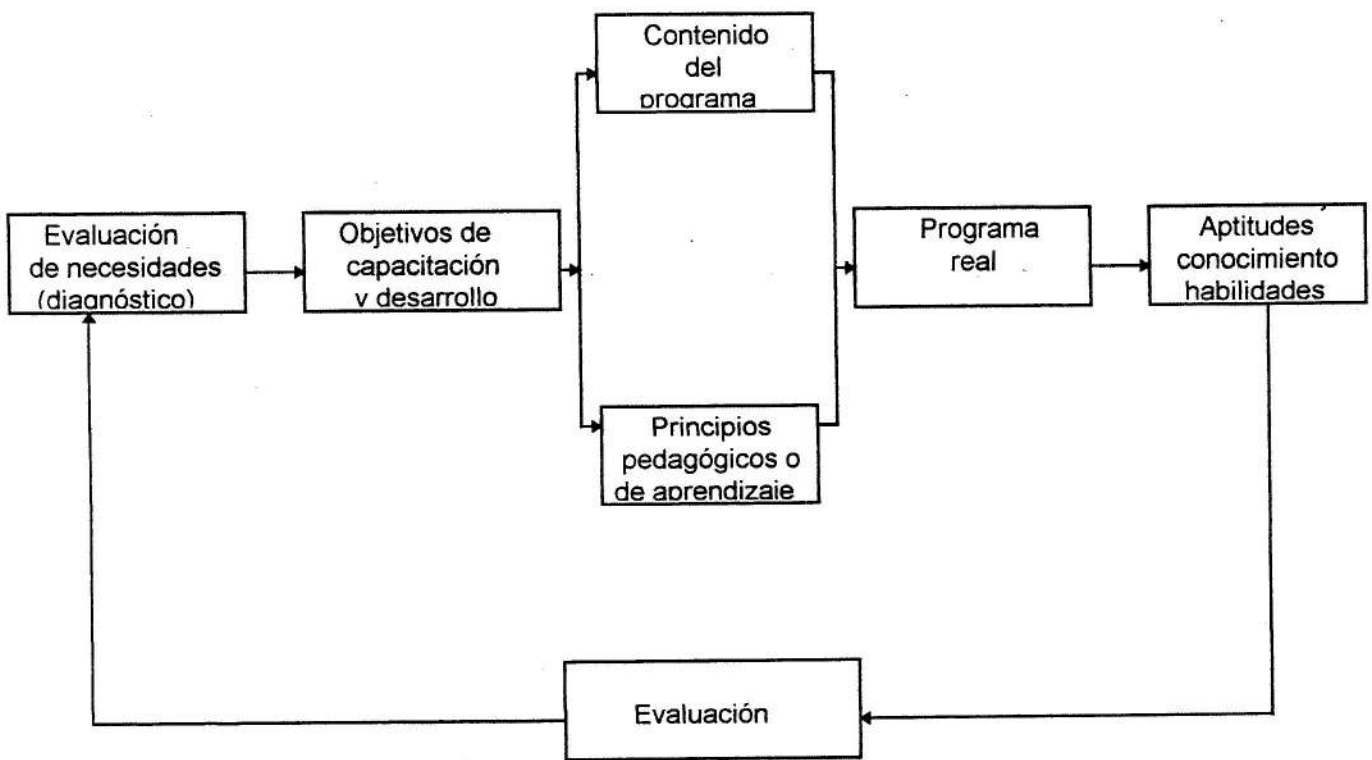 Contenido
del
programa
Evaluación
de necesidades
(diagnóstico)
Objetivos de
capacitación
y desarrollo
Programa
real
Aptitudes
conocimiento
habilidades
Principios
pedagógicos o
de aprendizaje
Evaluación